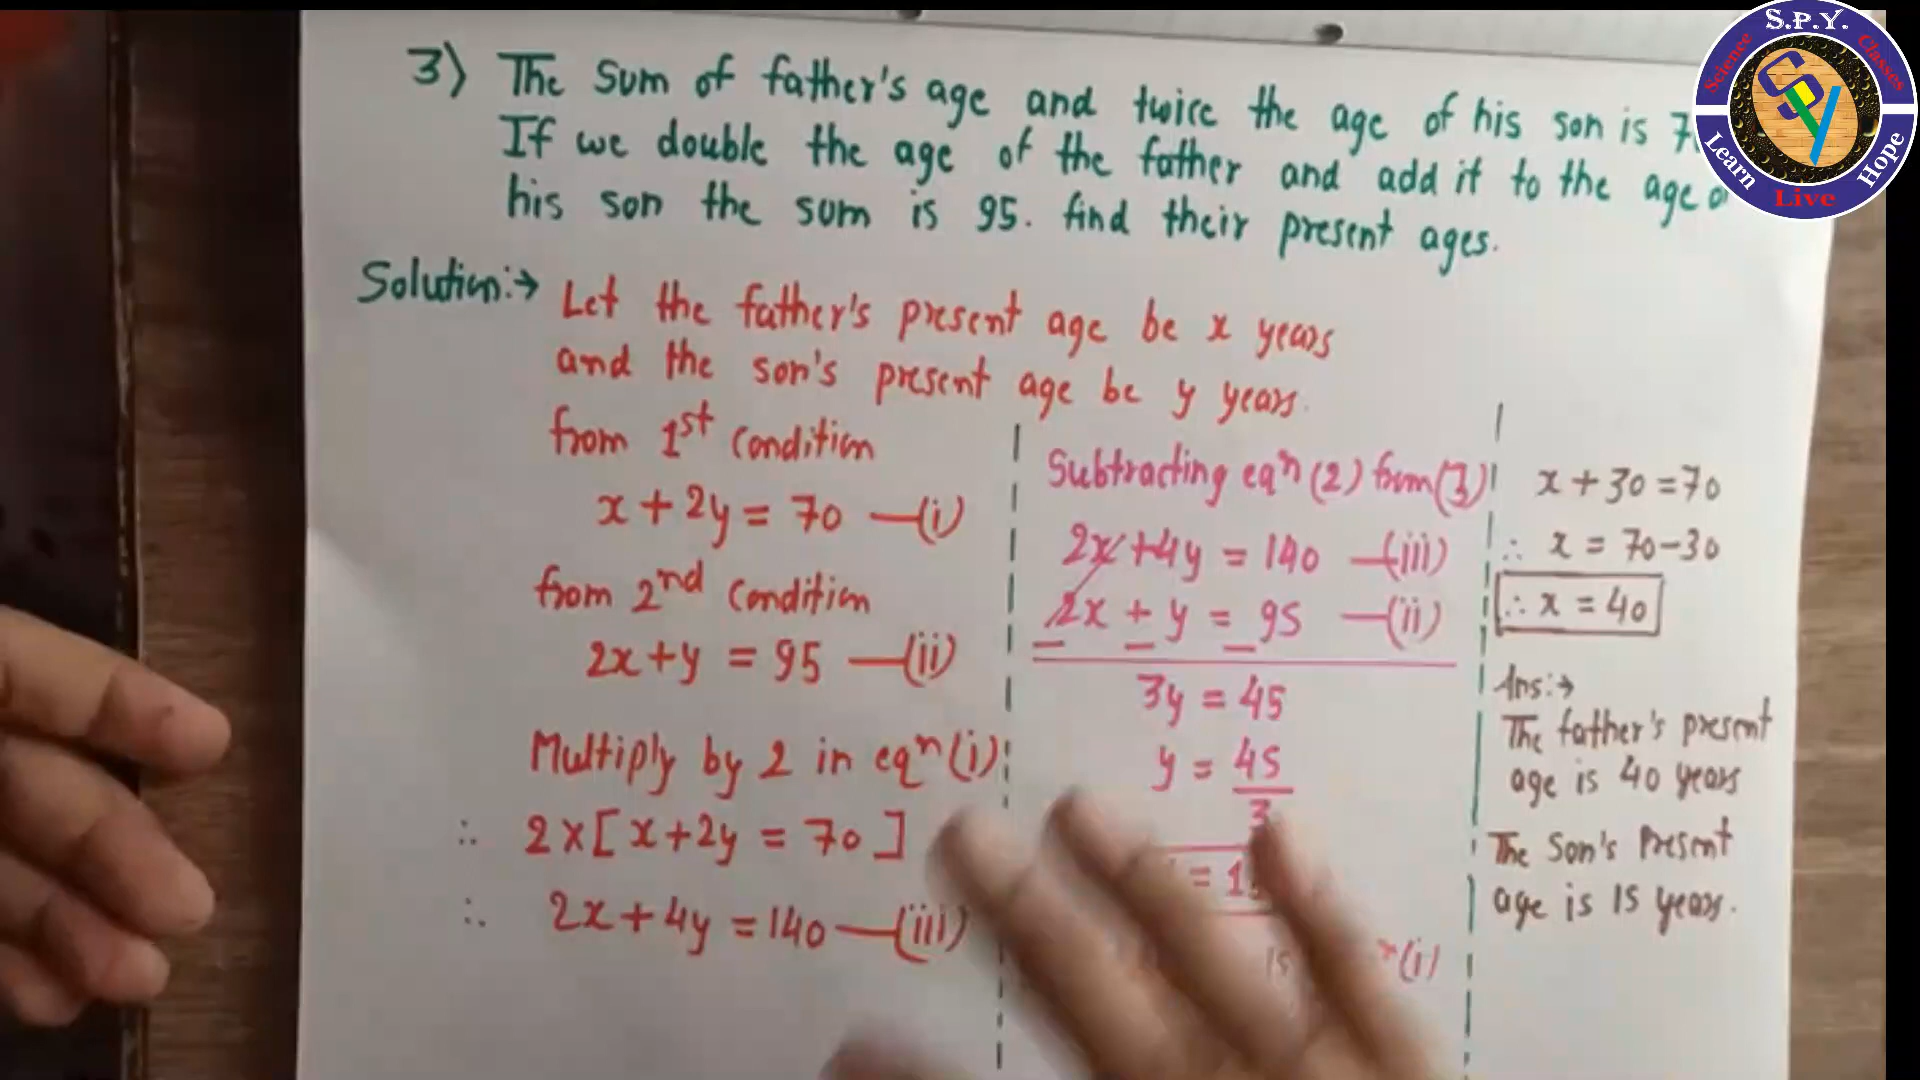 3) The Sum of father's age and twice the age of his son is
If we double the age of the father and add it to the age
his son the sum is 95. find their present ages.
Solution:→ Let the father's present age be x years
and the son's present age be y years.
from 1st condition
x + 2y = 70 —(i)
from 2nd condition
2x + y = 95 —(ii)
Multiply by 2 in eqn (i)
∴ 2 x [x + 2y = 70]
∴ 2x + 4y = 140 —(iii)
Subtracting eqn (2) from (3)
2x + 4y = 140 —(iii)
2x + y = 95 —(ii)
3y = 45
y = 45
3
= 1
15
(i)
x + 30 = 70
∴ x = 70 - 30
∴ x = 40
Ans:→
The father's present
age is 40 years
The Son's Present
age is 15 years.
S.P.Y.
Science
Classes
SPY
Learn
Live
Hope